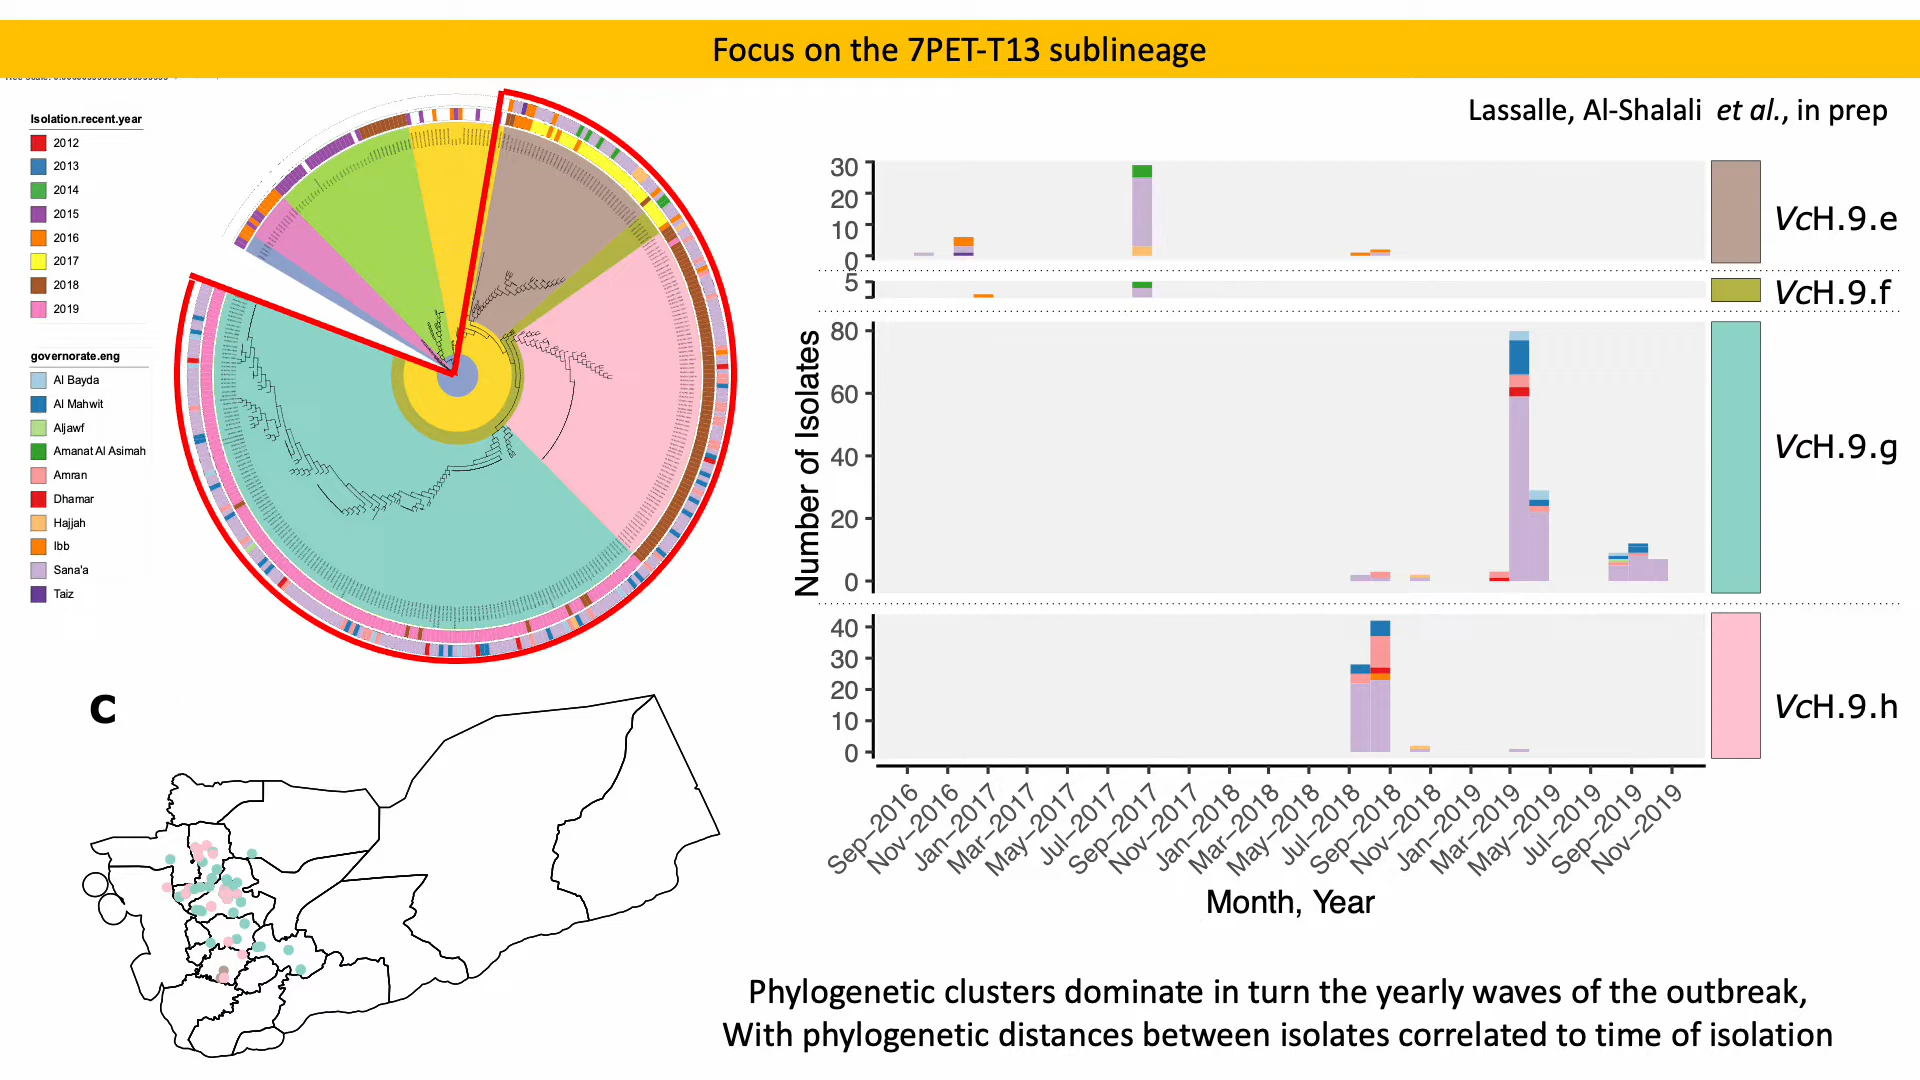 Focus on the 7PET-T13 sublineage
Lassalle, Al-Shalali et al., in prep
Isolation.recent.year
2012
2013
2014
2015
2016
2017
2018
2019
governorate.eng
Al Bayda
Al Mahwit
Aljawf
Amanat Al Asimah
Amran
Dhamar
Hajjah
Ibb
Sana'a
Taiz
C
Number of Isolates
30
20
10
0
VcH.9.e
5
VcH.9.f
80
60
40
20
0
VcH.9.g
40
30
20
10
0
VcH.9.h
Sep–2016
Nov–2016
Jan–2017
Mar–2017
May–2017
Jul–2017
Sep–2017
Nov–2017
Jan–2018
Mar–2018
May–2018
Jul–2018
Sep–2018
Nov–2018
Jan–2019
Mar–2019
May–2019
Jul–2019
Sep–2019
Nov–2019
Month, Year
Phylogenetic clusters dominate in turn the yearly waves of the outbreak,
With phylogenetic distances between isolates correlated to time of isolation